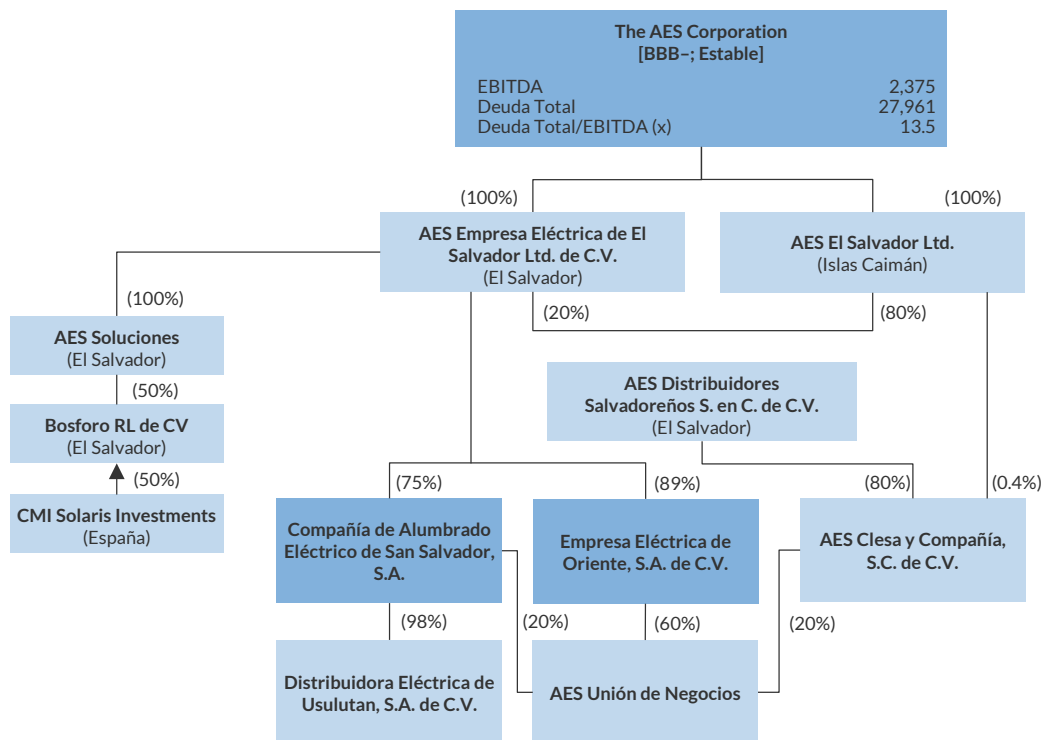 The AES Corporation
[BBB–; Estable]
EBITDA 2,375
Deuda Total 27,961
Deuda Total/EBITDA (x) 13.5
(100%)
(100%)
AES Empresa Eléctrica de El
Salvador Ltd. de C.V.
(El Salvador)
AES El Salvador Ltd.
(Islas Caimán)
(100%)
(20%)
(80%)
AES Soluciones
(El Salvador)
(50%)
AES Distribuidores
Salvadoreños S. en C. de C.V.
(El Salvador)
Bosforo RL de CV
(El Salvador)
(50%)
(75%)
(89%)
(80%)
(0.4%)
CMI Solaris Investments
(España)
Compañía de Alumbrado
Eléctrico de San Salvador,
S.A.
Empresa Eléctrica de
Oriente, S.A. de C.V.
AES Clesa y Compañía,
S.C. de C.V.
(98%)
(20%)
(60%)
(20%)
Distribuidora Eléctrica de
Usulutan, S.A. de C.V.
AES Unión de Negocios